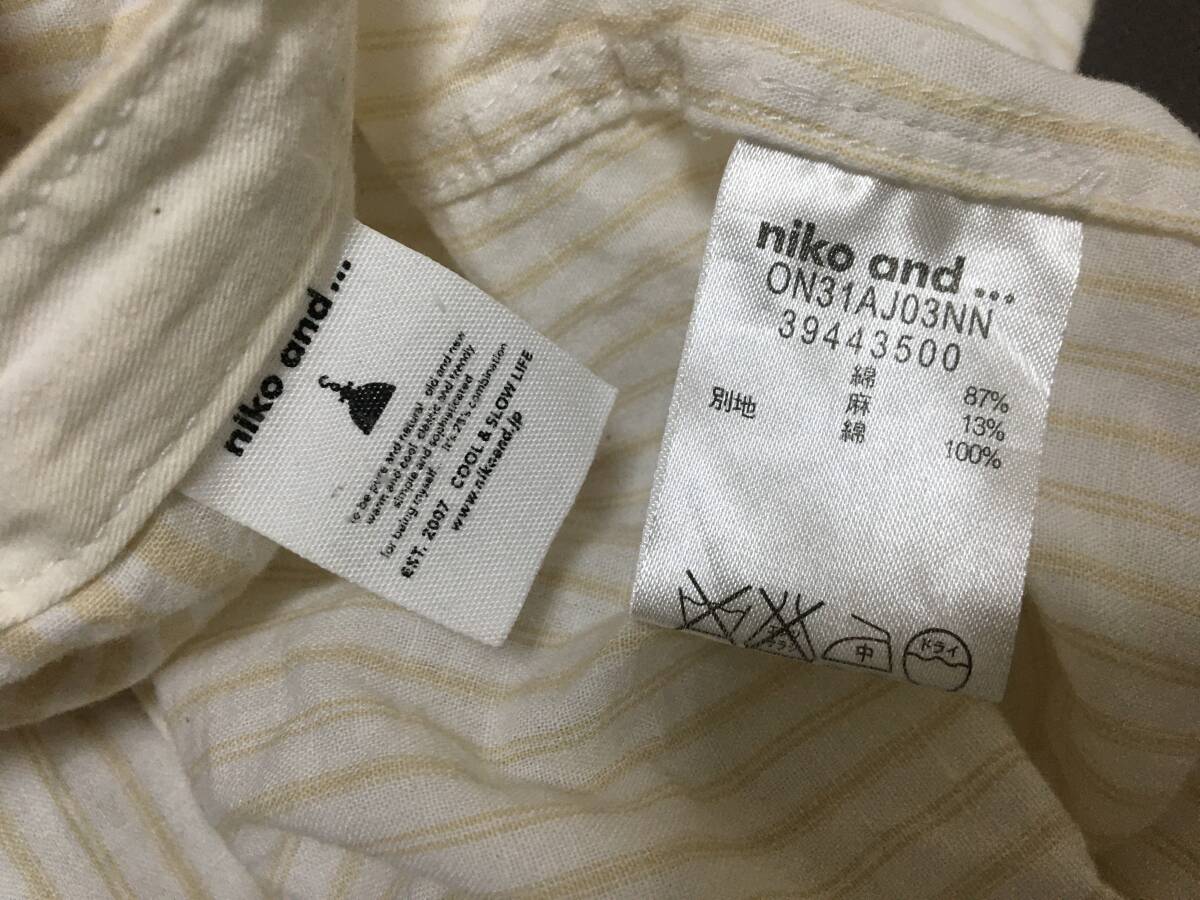 niko and ...
to be pure and natural old and new
warm and cool classic and trendy
simple and sophisticated
for being myself it's 25% combination
EST. 2007 COOL & SLOW LIFE
www.nikoand.jp
niko and ...
ON31AJ03NN
39443500
綿 87%
麻 13%
別地 綿 100%
中
ドライ